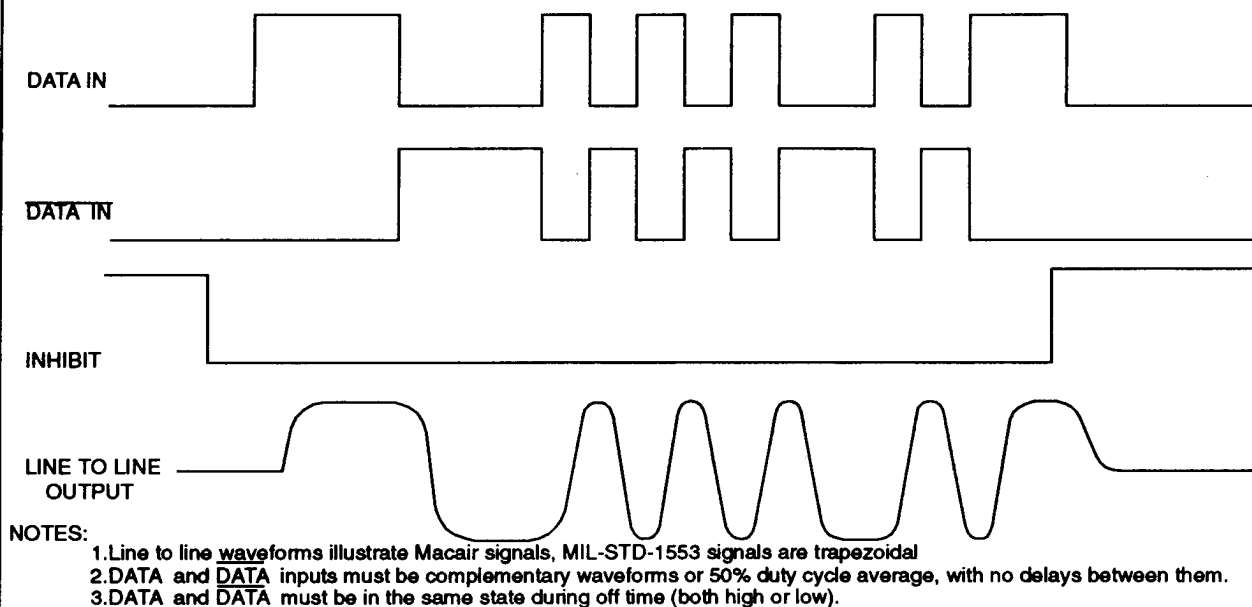 DATA IN
DATA IN
INHIBIT
LINE TO LINE
OUTPUT
NOTES:
1.Line to line waveforms illustrate Macair signals, MIL-STD-1553 signals are trapezoidal
2.DATA and DATA inputs must be complementary waveforms or 50% duty cycle average, with no delays between them.
3.DATA and DATA must be in the same state during off time (both high or low).